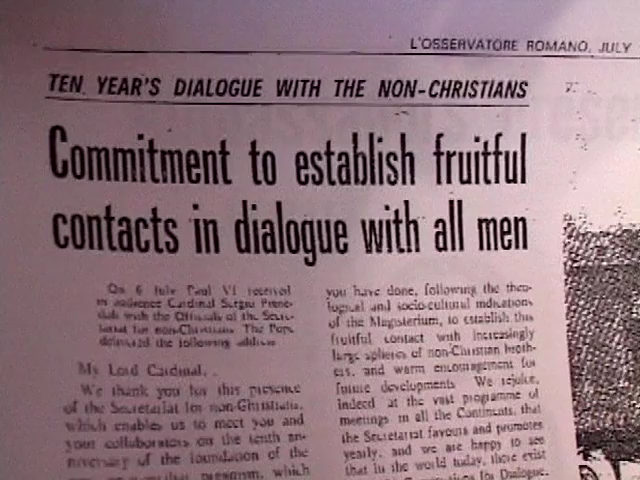 L'OSSERVATORE ROMANO, JULY
TEN YEAR'S DIALOGUE WITH THE NON-CHRISTIANS
Commitment to establish fruitful
contacts in dialogue with all men
On 6 July Paul VI received
in audience Cardinal Sergio Pigne-
doli with the Officials of the Secre-
tariat for non-Christians. The Pope
delivered the following address
My Lord Cardinal,
We thank you for this presence
of the Secretariat for non-Christians,
which enables us to meet you and
your collaborators on the tenth an-
niversary of the foundation of the
which
you have done, following the theo-
logical and socio-cultural indications
of the Magisterium, to establish this
fruitful contact with increasingly
large spheres of non-Christian broth-
ers, and warm encouragement for
future developments We rejoice,
indeed at the vast programme of
meetings in all the Continents, that
the Secretariat favours and promotes
yearly, and we are happy to see
that in the world today, there exist
for Dialogue,